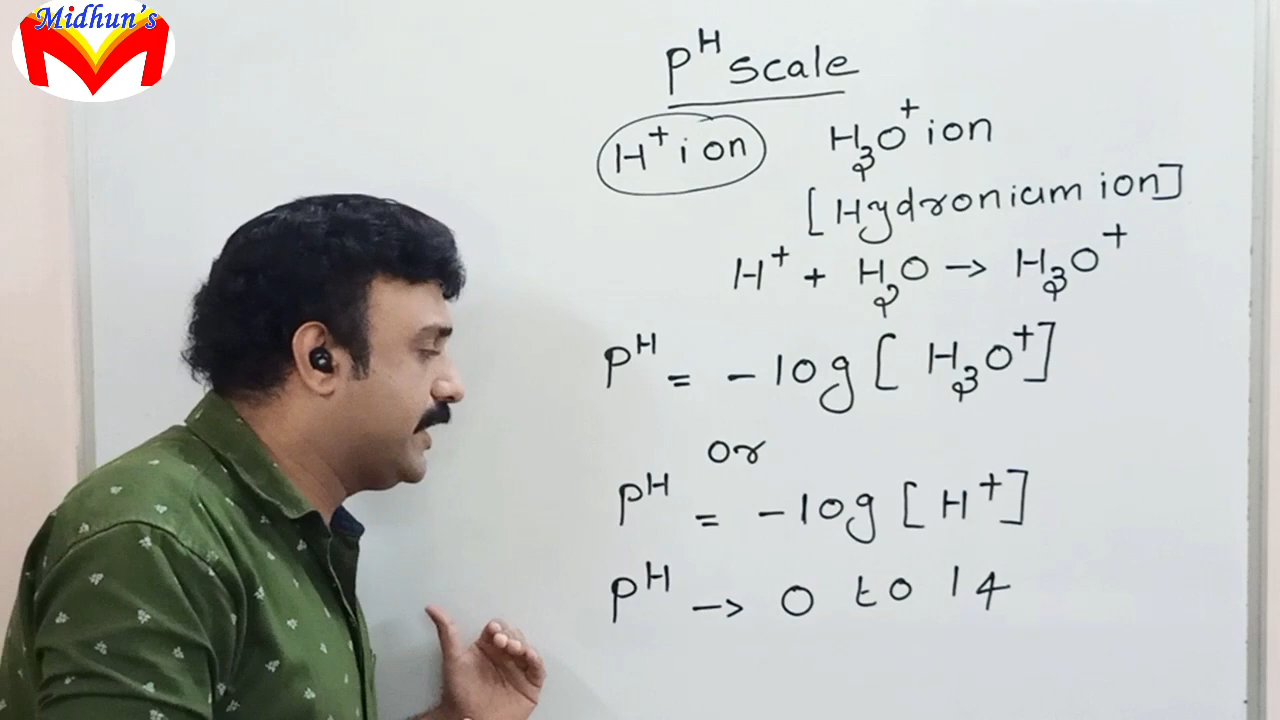 Midhun's
pH scale
H+ ion H3O+ ion
[Hydronium ion]
H+ + H2O → H3O+
pH = -log [H3O+]
or
pH = -log [H+]
pH → 0 to 14